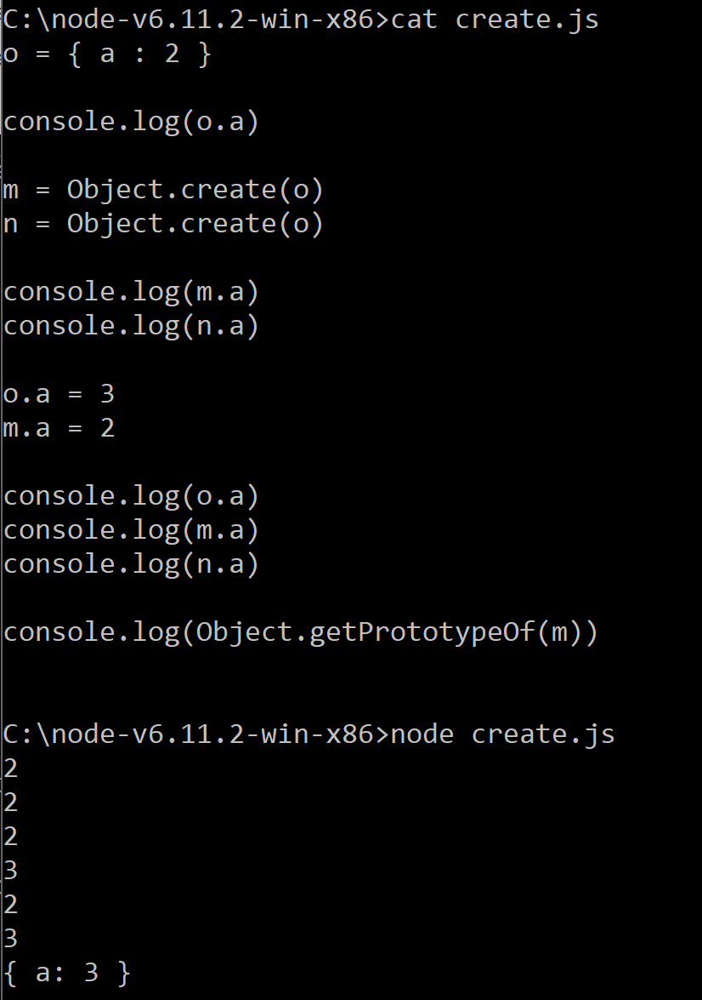 C:\node-v6.11.2-win-x86>cat create.js
o = { a : 2 }
console.log(o.a)
m = Object.create(o)
n = Object.create(o)
console.log(m.a)
console.log(n.a)
o.a = 3
m.a = 2
console.log(o.a)
console.log(m.a)
console.log(n.a)
console.log(Object.getPrototypeOf(m))
C:\node-v6.11.2-win-x86>node create.js
2
2
2
3
2
3
{ a: 3 }